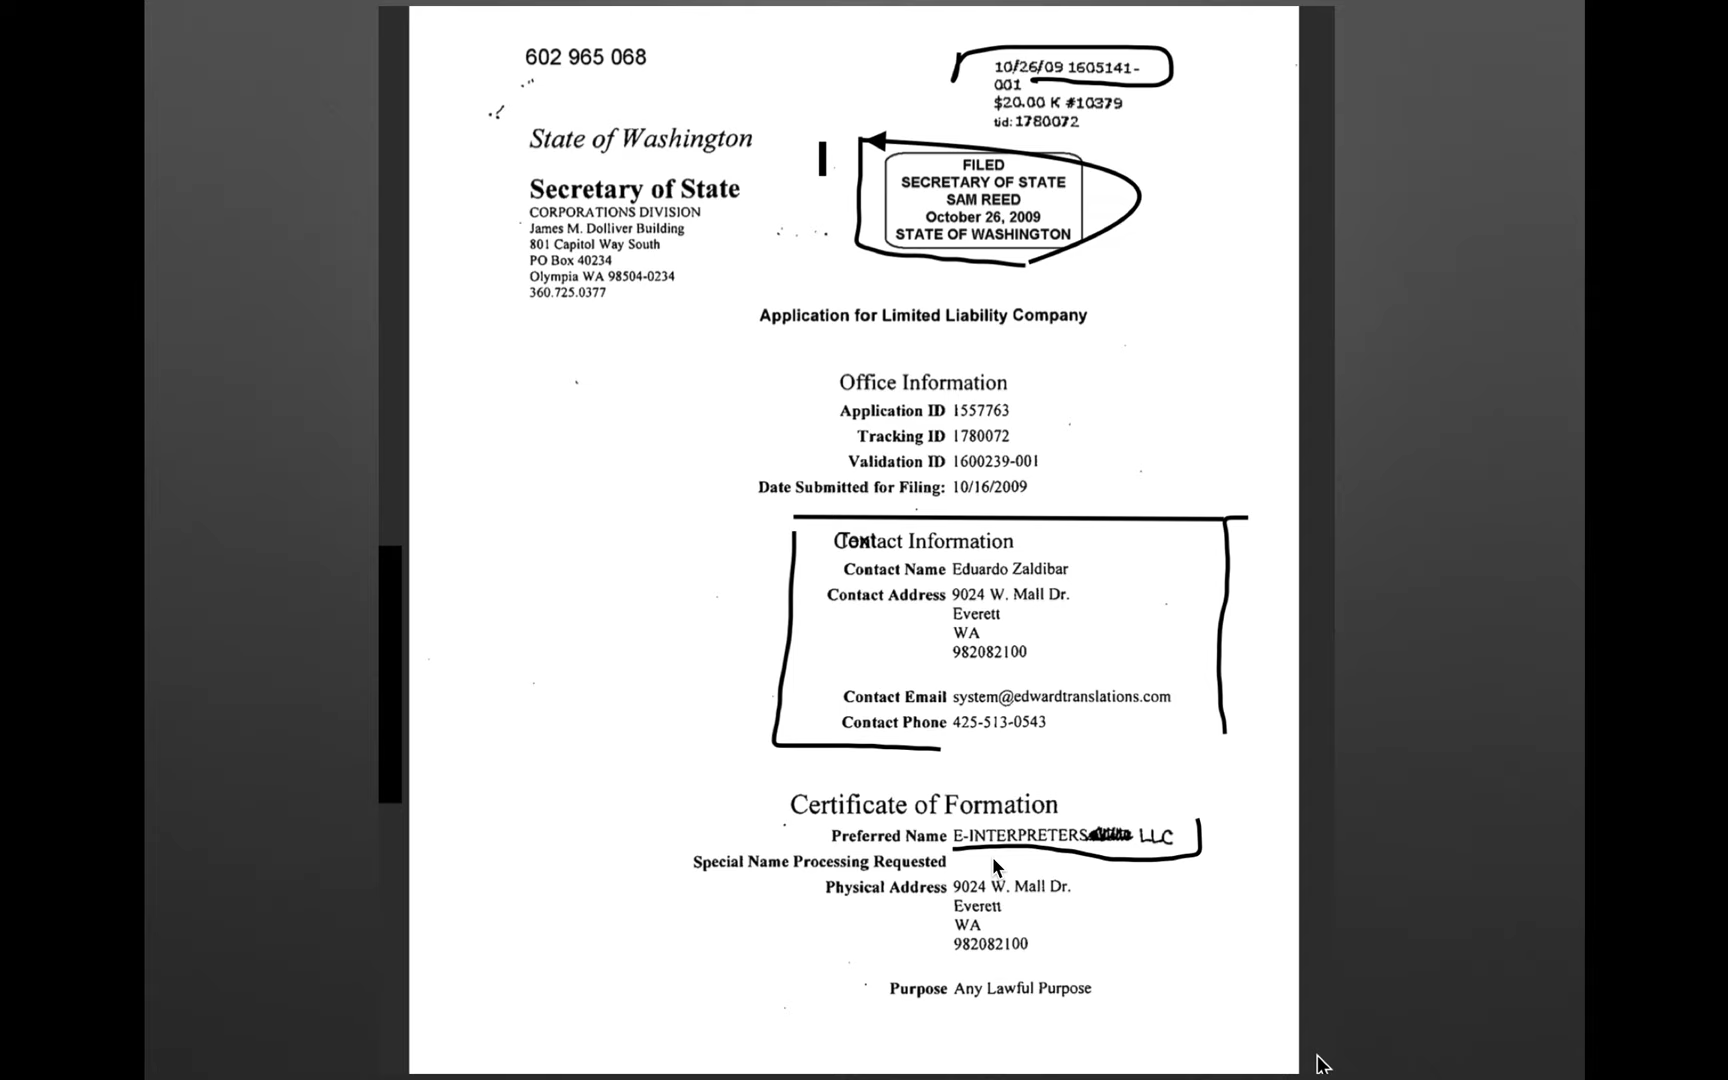 602 965 068
10/26/09 1605141-
001
$20.00 K #10379
tid: 1780072
State of Washington
Secretary of State
CORPORATIONS DIVISION
James M. Dolliver Building
801 Capitol Way South
PO Box 40234
Olympia WA 98504-0234
360.725.0377
FILED
SECRETARY OF STATE
SAM REED
October 26, 2009
STATE OF WASHINGTON
Application for Limited Liability Company
Office Information
Application ID 1557763
Tracking ID 1780072
Validation ID 1600239-001
Date Submitted for Filing: 10/16/2009
Text
Contact Information
Contact Name Eduardo Zaldibar
Contact Address 9024 W. Mall Dr.
Everett
WA
982082100
Contact Email system@edwardtranslations.com
Contact Phone 425-513-0543
Certificate of Formation
Preferred Name E-INTERPRETERS LLC
Special Name Processing Requested
Physical Address 9024 W. Mall Dr.
Everett
WA
982082100
Purpose Any Lawful Purpose